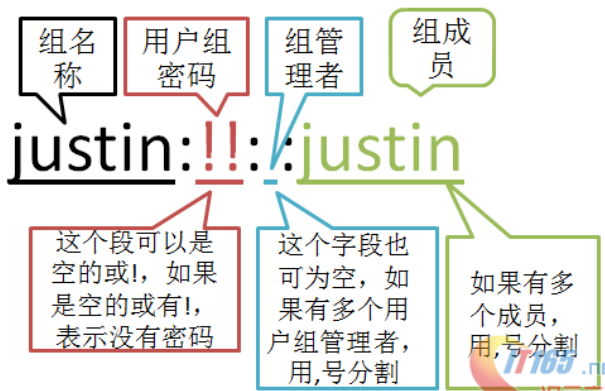 组名
称
用户组
密码
组管
理者
组成
员
justin:!!: :justin
这个段可以是
空的或!，如果
是空的或有!，
表示没有密码
这个字段也
可为空，如
果有多个用
户组管理者，
用,号分割
如果有多
个成员，
用,号分割
IT165.n